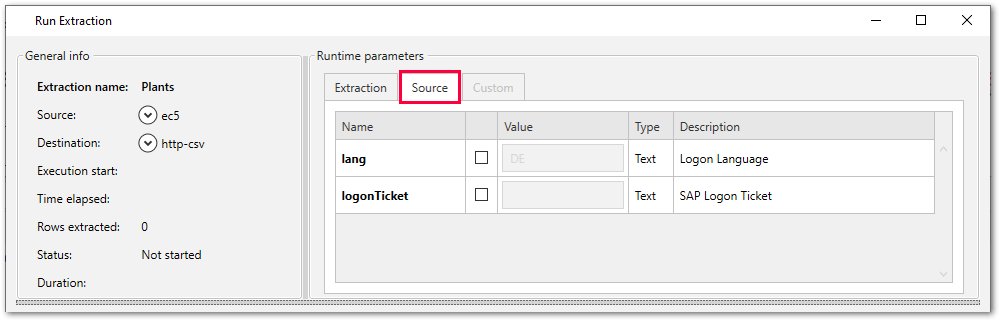 Run Extraction
General info
Extraction name: Plants
Source: ec5
Destination: http-csv
Execution start:
Time elapsed:
Rows extracted: 0
Status: Not started
Duration:
Runtime parameters
Extraction Source Custom
Name Value Type Description
lang DE Text Logon Language
logonTicket Text SAP Logon Ticket